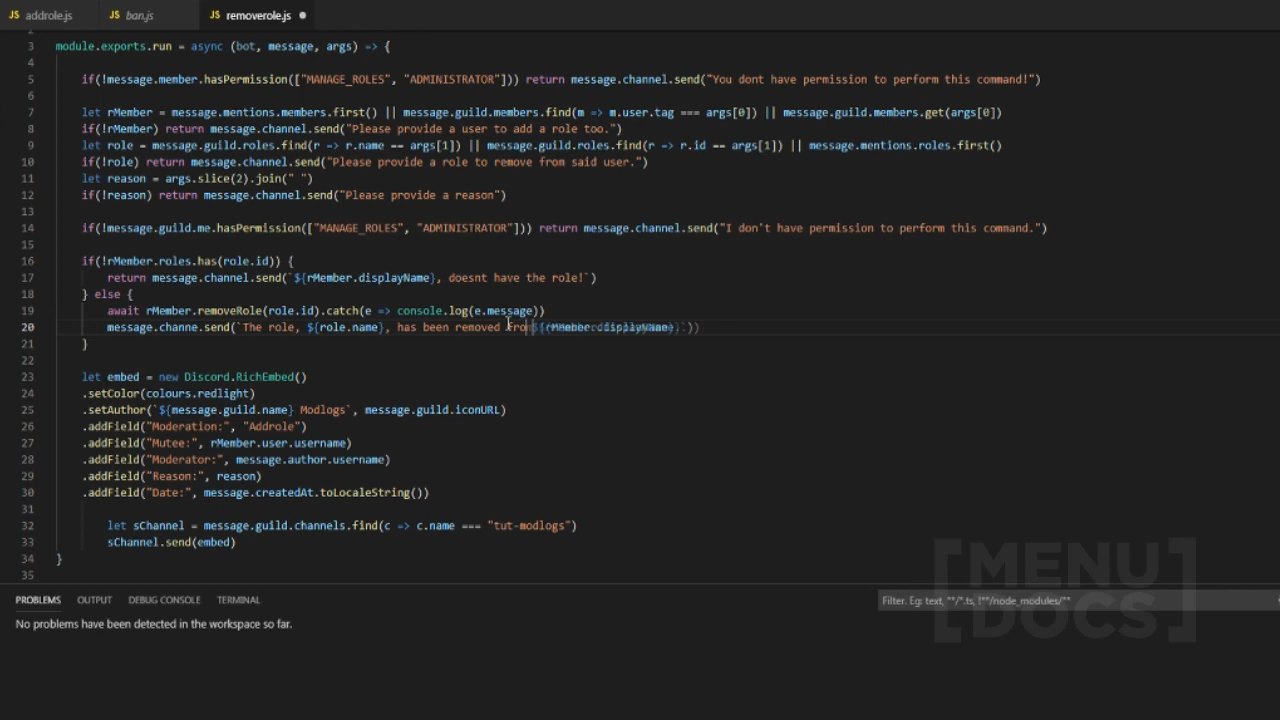 JS addrole.js JS ban.js JS removerole.js
2
3 module.exports.run = async (bot, message, args) => {
4
5 if(!message.member.hasPermission(["MANAGE_ROLES", "ADMINISTRATOR"])) return message.channel.send("You dont have permission to perform this command!")
6
7 let rMember = message.mentions.members.first() || message.guild.members.find(m => m.user.tag === args[0]) || message.guild.members.get(args[0])
8 if(!rMember) return message.channel.send("Please provide a user to add a role too.")
9 let role = message.guild.roles.find(r => r.name == args[1]) || message.guild.roles.find(r => r.id == args[1]) || message.mentions.roles.first()
10 if(!role) return message.channel.send("Please provide a role to remove from said user.")
11 let reason = args.slice(2).join(" ")
12 if(!reason) return message.channel.send("Please provide a reason")
13
14 if(!message.guild.me.hasPermission(["MANAGE_ROLES", "ADMINISTRATOR"])) return message.channel.send("I don't have permission to perform this command.")
15
16 if(!rMember.roles.has(role.id)) {
17 return message.channel.send(`${rMember.displayName}, doesnt have the role!`)
18 } else {
19 await rMember.removeRole(role.id).catch(e => console.log(e.message))
20 message.channe.send(`The role, ${role.name}, has been removed from ${rMember.displayName}`)
21 }
22
23 let embed = new Discord.RichEmbed()
24 .setColor(colours.redlight)
25 .setAuthor(`${message.guild.name} Modlogs`, message.guild.iconURL)
26 .addField("Moderation:", "Addrole")
27 .addField("Mutee:", rMember.user.username)
28 .addField("Moderator:", message.author.username)
29 .addField("Reason:", reason)
30 .addField("Date:", message.createdAt.toLocaleString())
31
32 let sChannel = message.guild.channels.find(c => c.name === "tut-modlogs")
33 sChannel.send(embed)
34 }
35
PROBLEMS OUTPUT DEBUG CONSOLE TERMINAL Filter. Eg: text, **/*.ts, !**/node_modules/**
No problems have been detected in the workspace so far.
[MENU
DOCS]